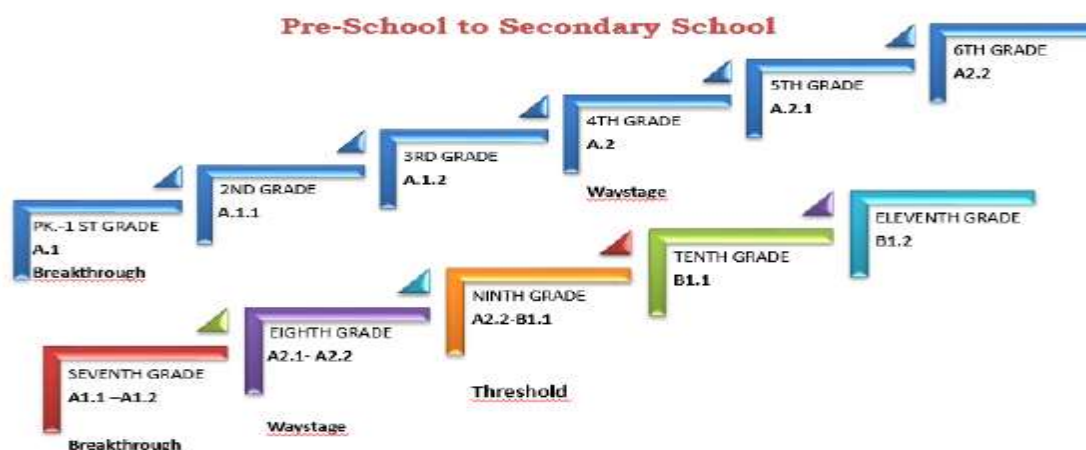 Pre-School to Secondary School
PK.-1 ST GRADE
A.1
Breakthrough
2ND GRADE
A.1.1
3RD GRADE
A.1.2
4TH GRADE
A.2
Waystage
5TH GRADE
A.2.1
6TH GRADE
A2.2
SEVENTH GRADE
A1.1 –A1.2
Breakthrough
EIGHTH GRADE
A2.1- A2.2
Waystage
NINTH GRADE
A2.2-B1.1
Threshold
TENTH GRADE
B1.1
ELEVENTH GRADE
B1.2